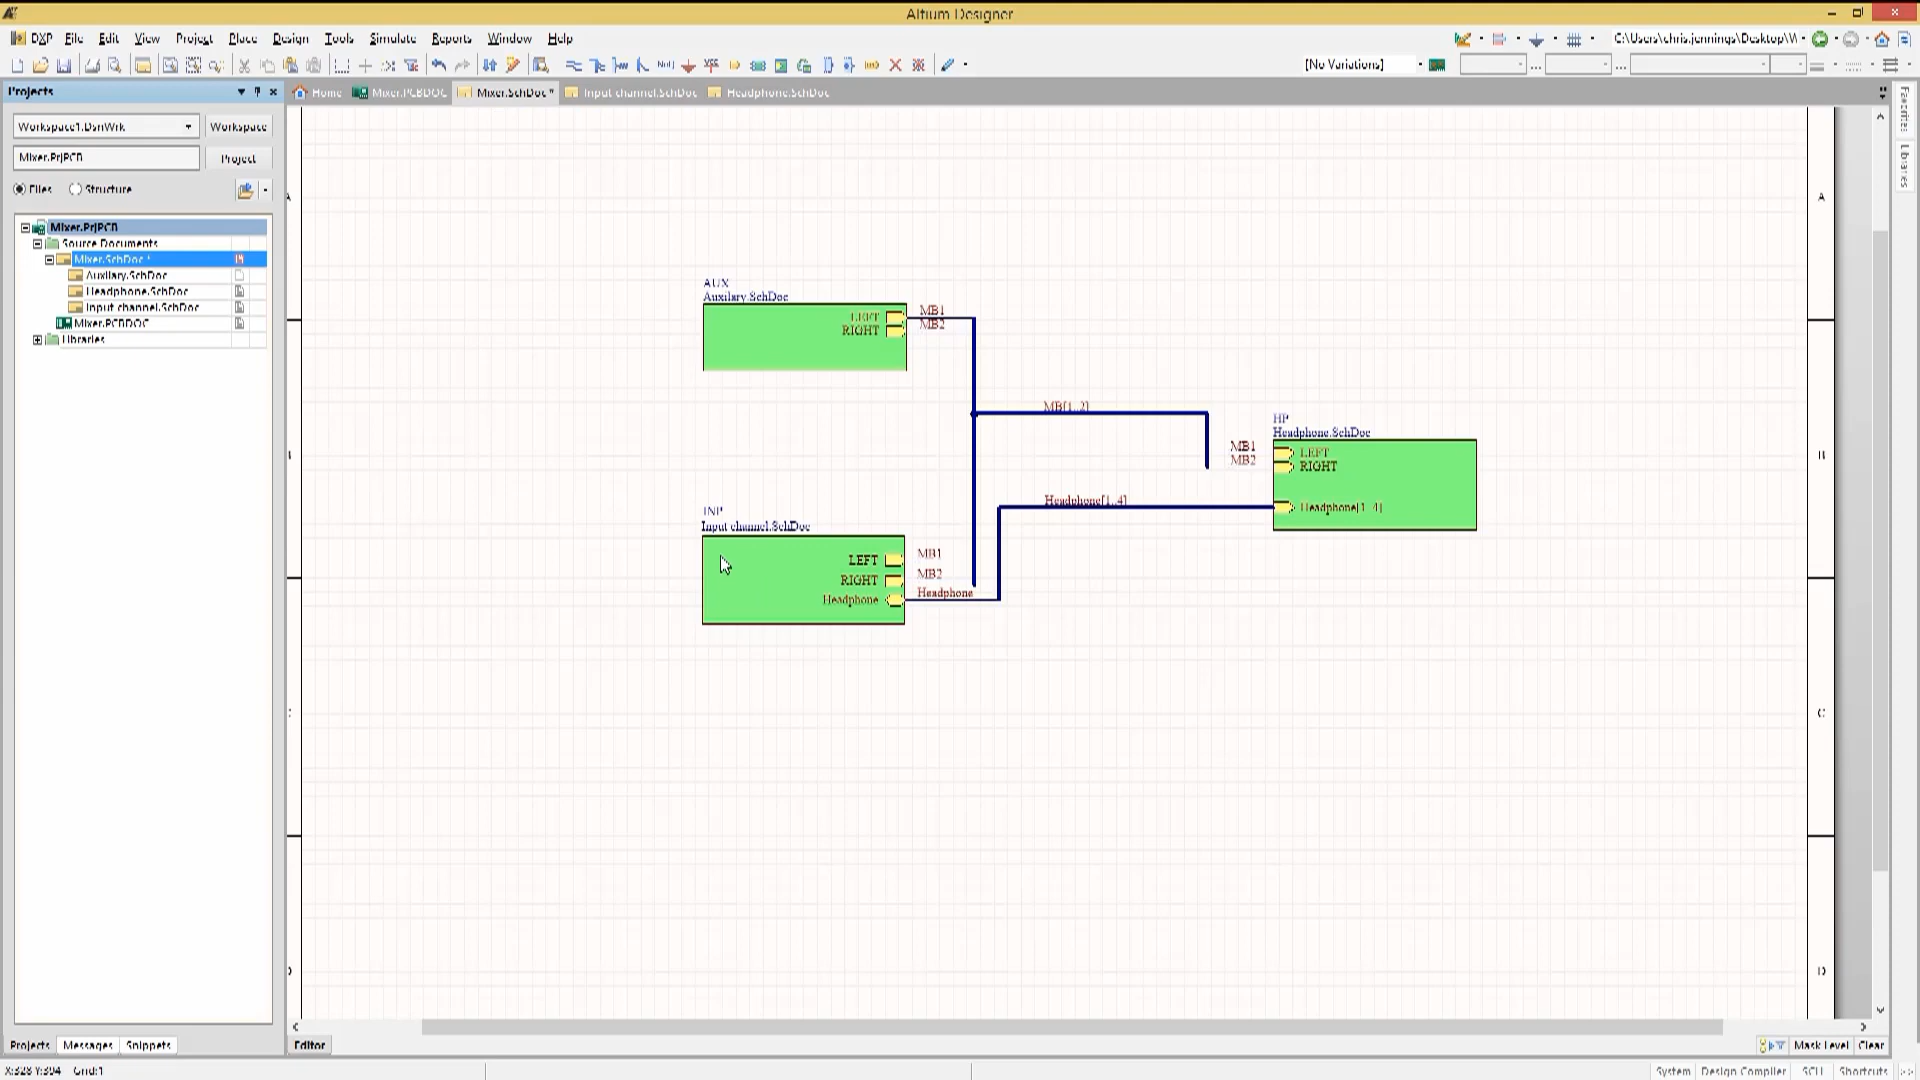 Altium Designer
DXP File Edit View Project Place Design Tools Simulate Reports Window Help
[No Variations]
Projects
Home Mixer.PCBDOC Mixer.SchDoc * Input channel.SchDoc Headphone.SchDoc
Favorites
Libraries
Workspace1.DsnWrk Workspace
Mixer.PrjPCB Project
Files Structure
Mixer.PrjPCB
Source Documents
Mixer.SchDoc *
Auxilary.SchDoc
Headphone.SchDoc
Input channel.SchDoc
Mixer.PCBDOC
Libraries
A
A
AUX
Auxilary.SchDoc
LEFT MB1
RIGHT MB2
MB[1..2]
HP
Headphone.SchDoc
MB1 LEFT
MB2 RIGHT
B
Headphone[1..4]
Headphone[1..4]
INP
Input channel.SchDoc
LEFT MB1
RIGHT MB2
Headphone Headphone
C
D
Projects Messages Snippets
Editor
Mask Level Clear
X:328 Y:394 Grid:1
System Design Compiler SCH Shortcuts >>